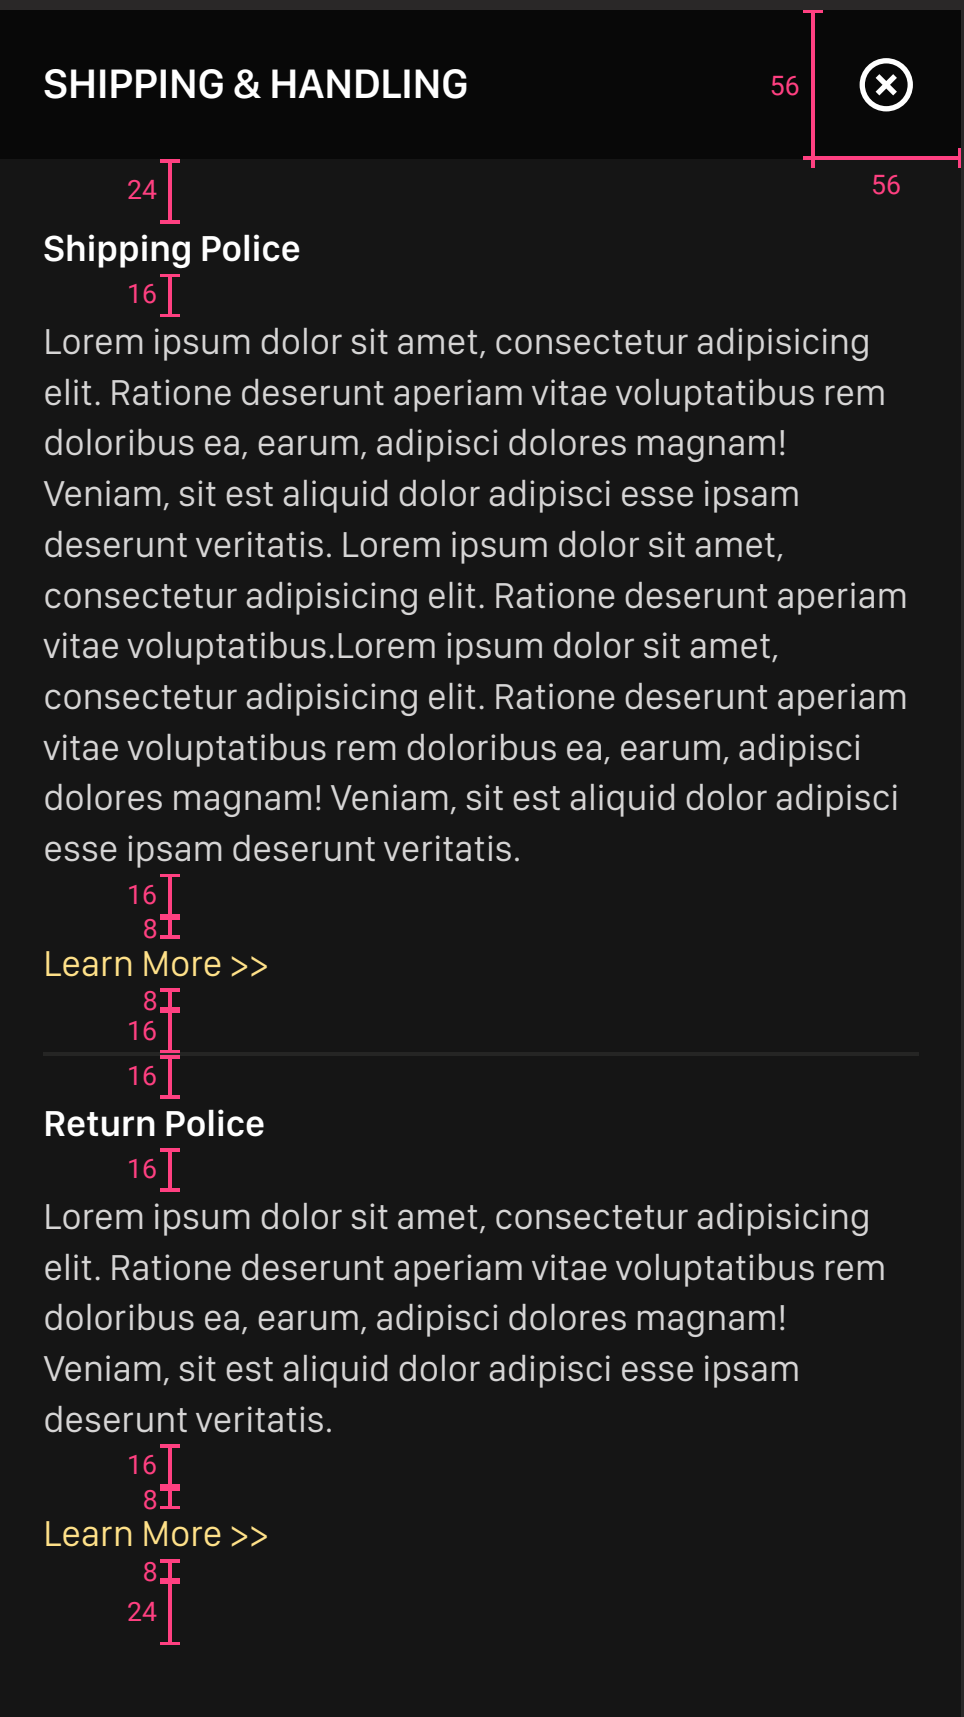 SHIPPING & HANDLING
56
56
24
Shipping Police
16
Lorem ipsum dolor sit amet, consectetur adipisicing
elit. Ratione deserunt aperiam vitae voluptatibus rem
doloribus ea, earum, adipisci dolores magnam!
Veniam, sit est aliquid dolor adipisci esse ipsam
deserunt veritatis. Lorem ipsum dolor sit amet,
consectetur adipisicing elit. Ratione deserunt aperiam
vitae voluptatibus.Lorem ipsum dolor sit amet,
consectetur adipisicing elit. Ratione deserunt aperiam
vitae voluptatibus rem doloribus ea, earum, adipisci
dolores magnam! Veniam, sit est aliquid dolor adipisci
esse ipsam deserunt veritatis.
16
8
Learn More >>
8
16
16
Return Police
16
Lorem ipsum dolor sit amet, consectetur adipisicing
elit. Ratione deserunt aperiam vitae voluptatibus rem
doloribus ea, earum, adipisci dolores magnam!
Veniam, sit est aliquid dolor adipisci esse ipsam
deserunt veritatis.
16
8
Learn More >>
8
24